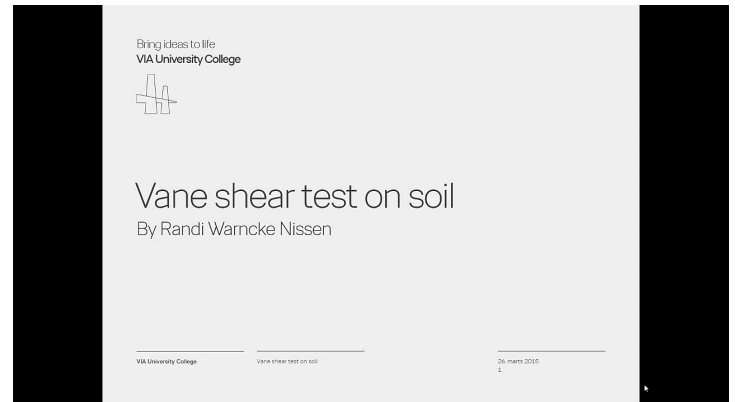 Bring ideas to life
VIA University College
Vane shear test on soil
By Randi Warncke Nissen
VIA University College
Vane shear test on soil
26 marts 2015
1